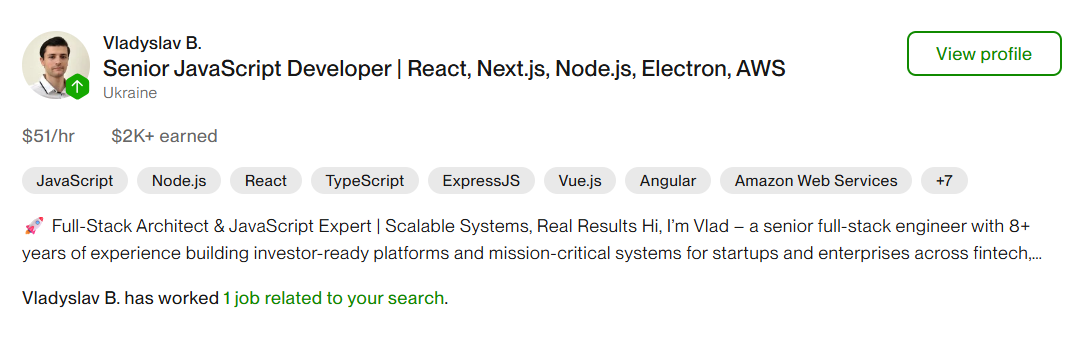 Vladyslav B.
Senior JavaScript Developer | React, Next.js, Node.js, Electron, AWS
Ukraine
View profile
$51/hr $2K+ earned
JavaScript Node.js React TypeScript ExpressJS Vue.js Angular Amazon Web Services +7
🚀 Full-Stack Architect & JavaScript Expert | Scalable Systems, Real Results Hi, I’m Vlad – a senior full-stack engineer with 8+
years of experience building investor-ready platforms and mission-critical systems for startups and enterprises across fintech,...
Vladyslav B. has worked 1 job related to your search.